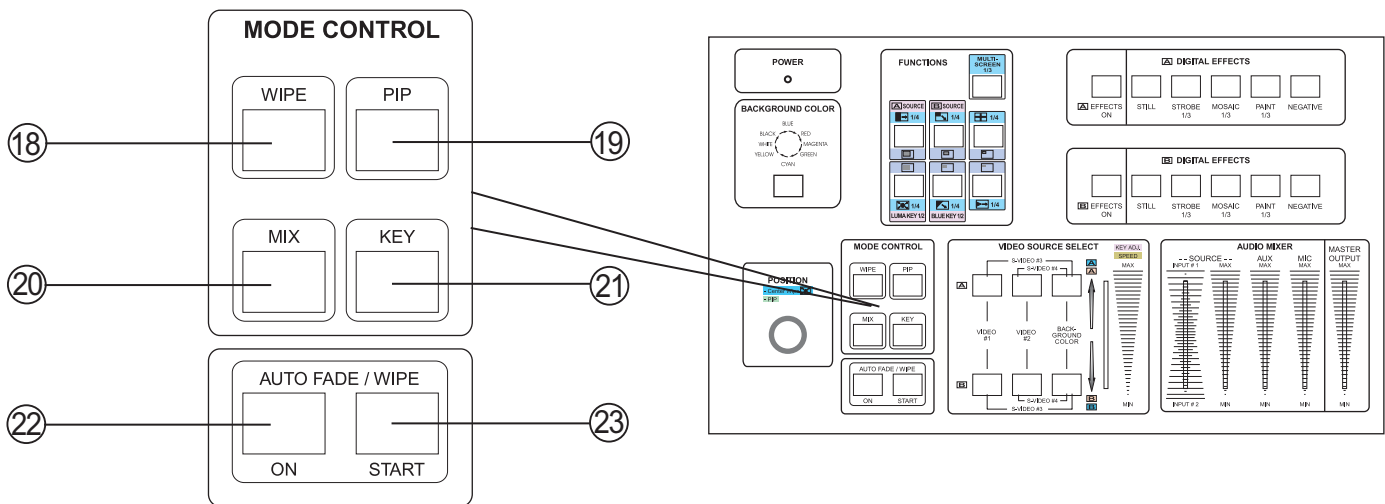 MODE CONTROL
WIPE
PIP
18
19
MIX
KEY
20
21
AUTO FADE / WIPE
22
23
ON
START
POWER
BACKGROUND COLOR
BLUE
BLACK
RED
WHITE
MAGENTA
YELLOW
GREEN
CYAN
FUNCTIONS
MULTI-
SCREEN
1/3
A SOURCE
B SOURCE
1/4
1/4
1/4
1/4
1/4
1/4
LUMA KEY 1/2
BLUE KEY 1/2
A DIGITAL EFFECTS
A EFFECTS
ON
STILL
STROBE
1/3
MOSAIC
1/3
PAINT
1/3
NEGATIVE
B DIGITAL EFFECTS
B EFFECTS
ON
STILL
STROBE
1/3
MOSAIC
1/3
PAINT
1/3
NEGATIVE
POSITION
- Center Wipe
- PIP
MODE CONTROL
WIPE
PIP
MIX
KEY
AUTO FADE / WIPE
ON
START
VIDEO SOURCE SELECT
S-VIDEO #3
S-VIDEO #4
A
A
A
VIDEO
#1
VIDEO
#2
BACK-
GROUND
COLOR
B
B
B
S-VIDEO #4
S-VIDEO #3
KEY ADJ.
SPEED
MAX
MIN
AUDIO MIXER
-- SOURCE --
INPUT # 1
MAX
AUX
MAX
MIC
MAX
MASTER
OUTPUT
MAX
INPUT # 2
MIN
MIN
MIN
MIN